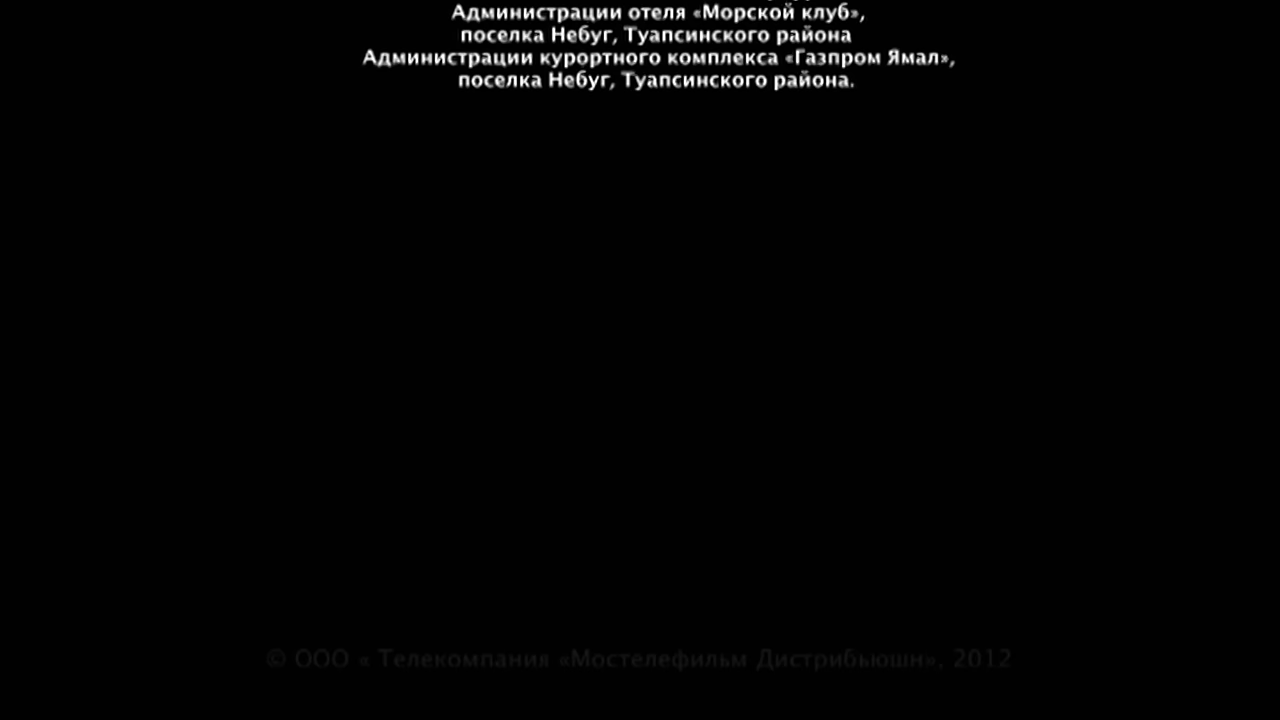 Администрации отеля «Морской клуб»,
поселка Небуг, Туапсинского района
Администрации курортного комплекса «Газпром Ямал»,
поселка Небуг, Туапсинского района.
© ООО « Телекомпания «Мостелефильм Дистрибьюшн», 2012